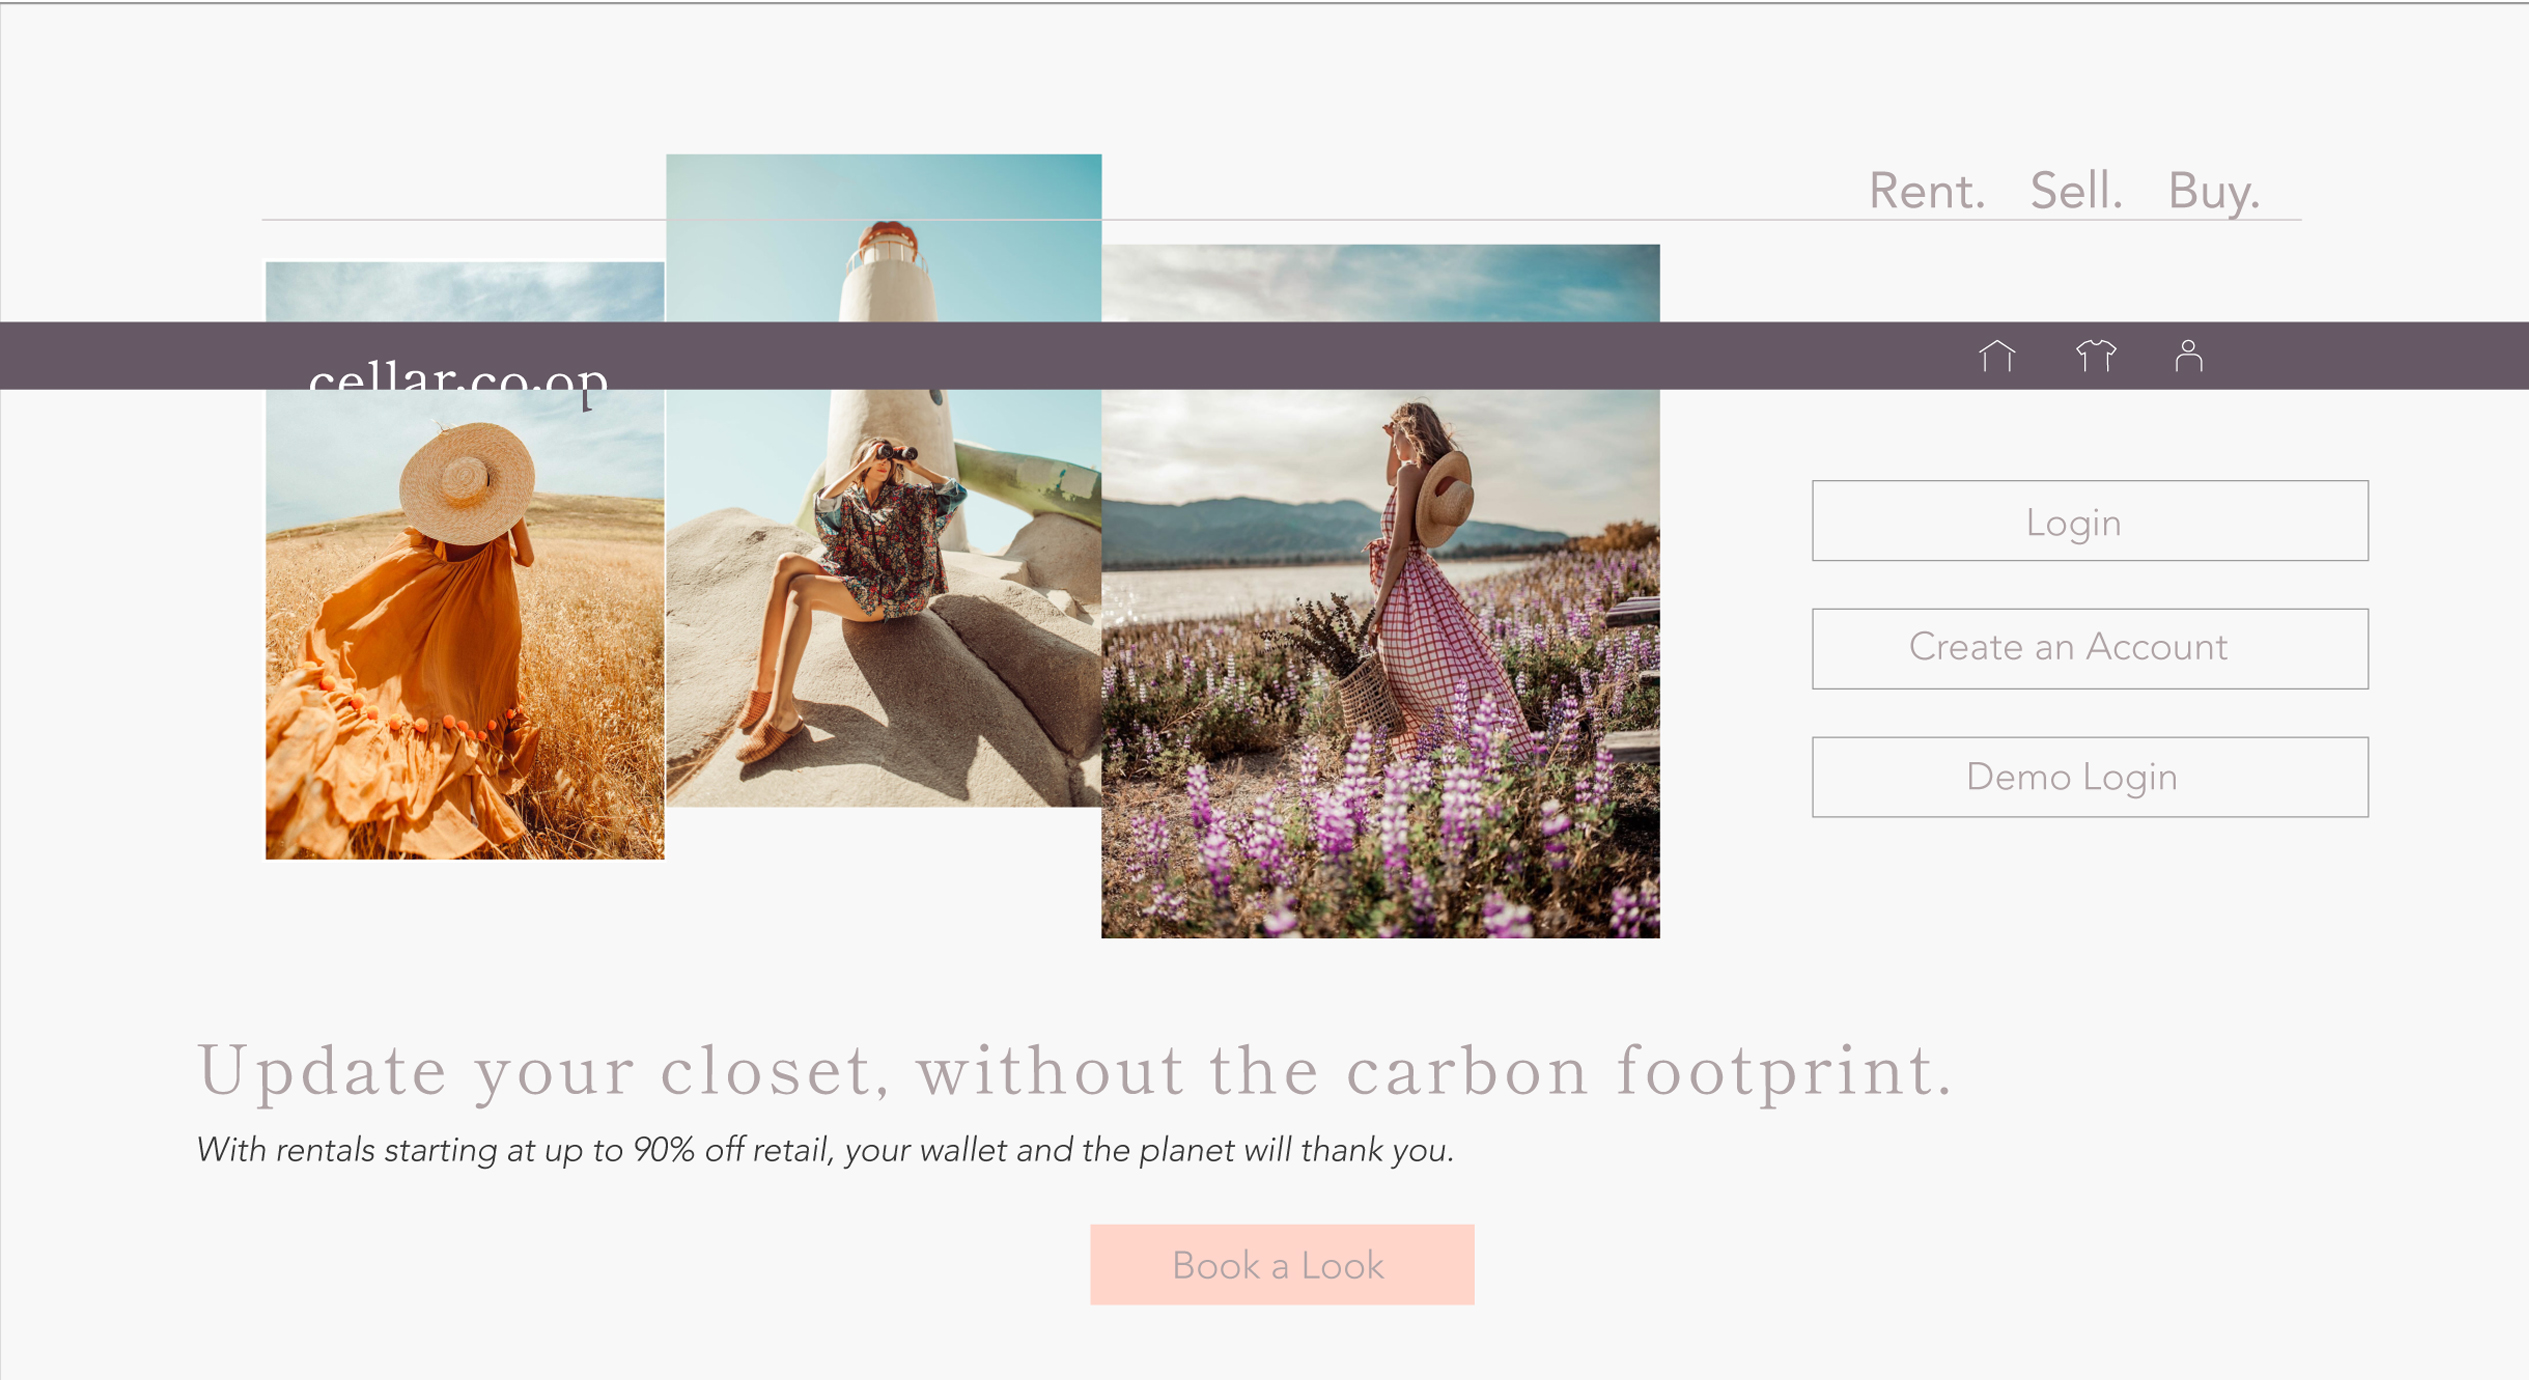 Rent. Sell. Buy.
cellar.co.op
Login
Create an Account
Demo Login
Update your closet, without the carbon footprint.
With rentals starting at up to 90% off retail, your wallet and the planet will thank you.
Book a Look